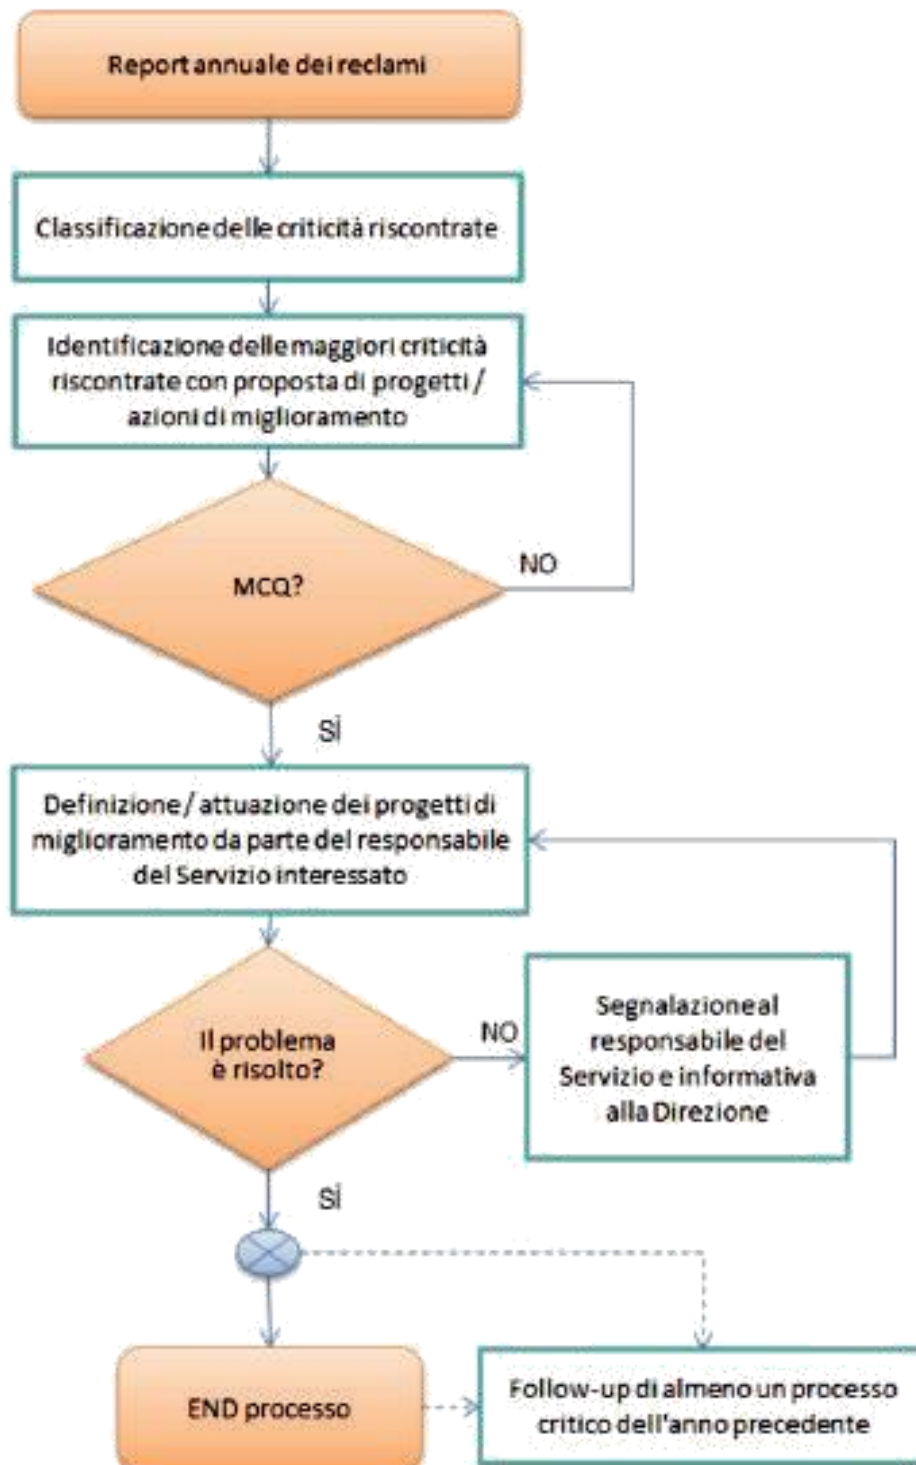 Report annuale dei reclami
Classificazione delle criticità riscontrate
Identificazione delle maggiori criticità
riscontrate con proposta di progetti /
azioni di miglioramento
MCQ?
NO
SÌ
Definizione / attuazione dei progetti di
miglioramento da parte del responsabile
del Servizio interessato
Il problema
è risolto?
NO
Segnalazione al
responsabile del
Servizio e informativa
alla Direzione
SÌ
END processo
Follow-up di almeno un processo
critico dell'anno precedente